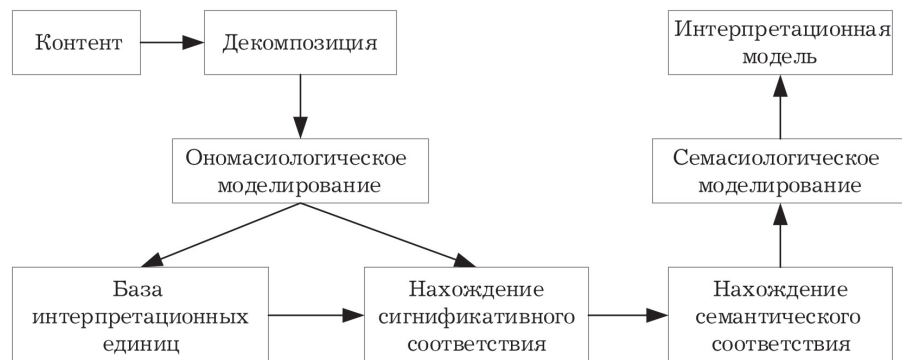 Контент
Декомпозиция
Интерпретационная
модель
Ономасиологическое
моделирование
Семасиологическое
моделирование
База
интерпретационных
единиц
Нахождение
сигнификативного
соответствия
Нахождение
семантического
соответствия